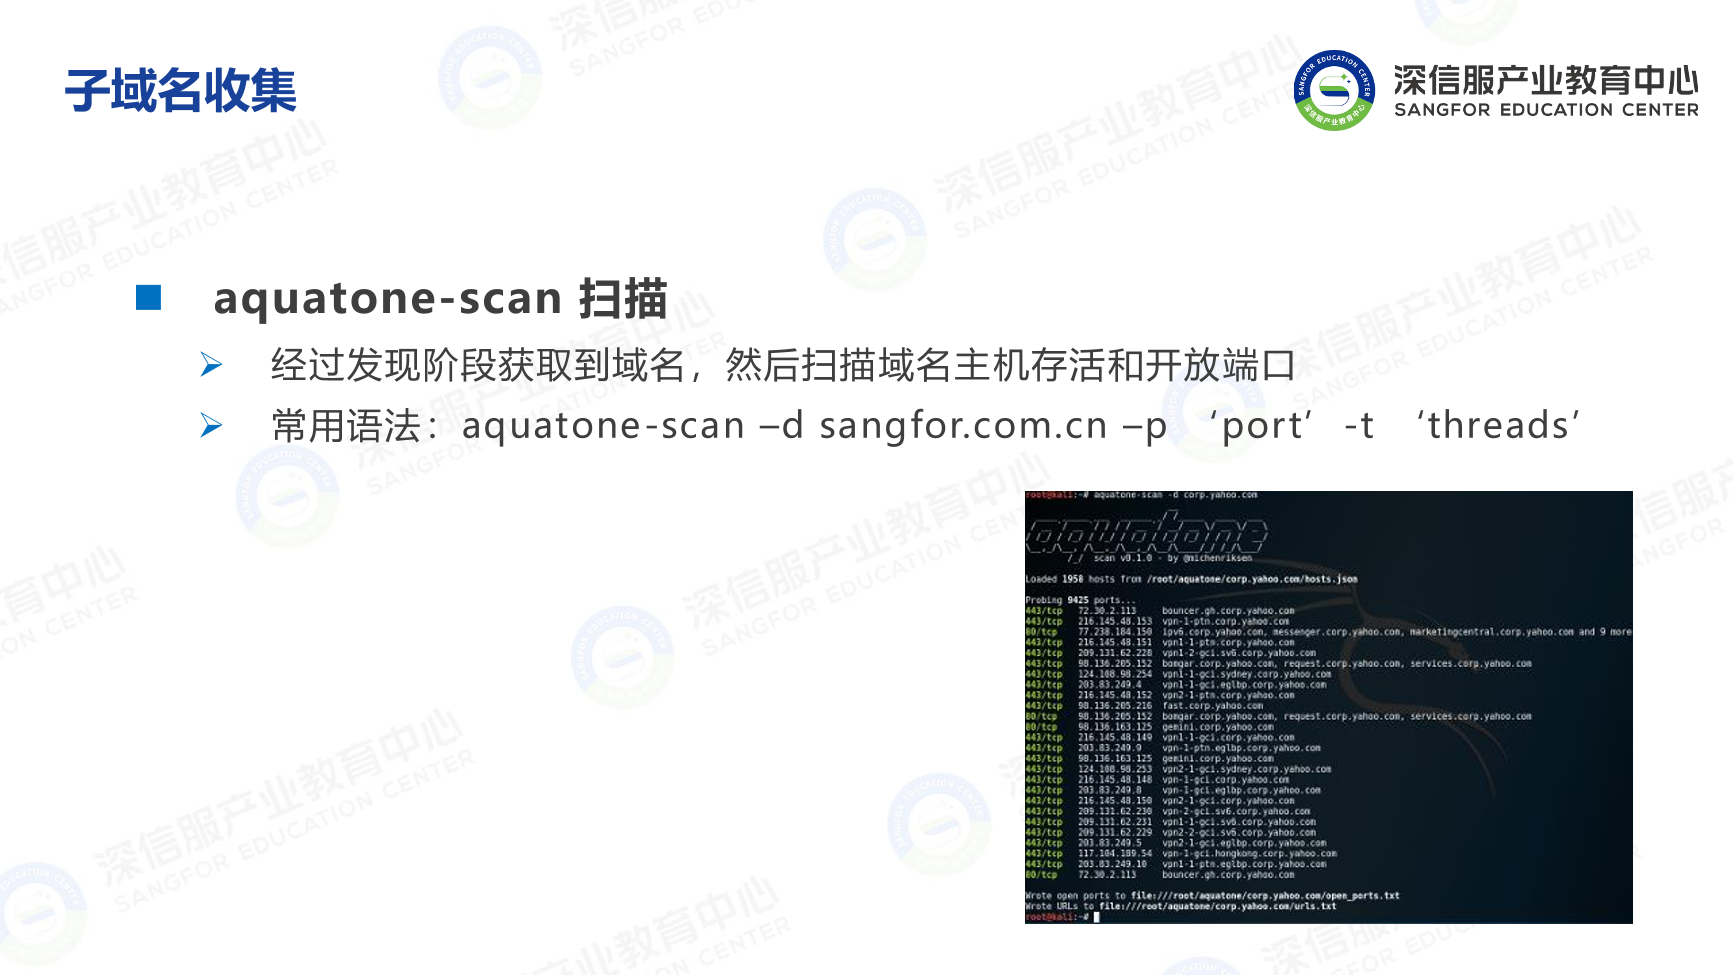 子域名收集
深信服产业教育中心
SANGFOR EDUCATION CENTER
aquatone-scan 扫描
经过发现阶段获取到域名，然后扫描域名主机存活和开放端口
常用语法：aquatone-scan –d sangfor.com.cn –p ‘port’ -t ‘threads’
root@kali:~# aquatone-scan -d corp.yahoo.com
aquatone
scan v0.1.0 - by @michenriksen
Loaded 1958 hosts from /root/aquatone/corp.yahoo.com/hosts.json
Probing 9425 ports...
443/tcp 72.30.2.113 bouncer.gh.corp.yahoo.com
443/tcp 216.145.48.153 vpn-1-ptn.corp.yahoo.com
80/tcp 77.238.184.150 ipv6.corp.yahoo.com, messenger.corp.yahoo.com, marketingcentral.corp.yahoo.com and 9 more
443/tcp 216.145.48.151 vpn1-1-ptn.corp.yahoo.com
443/tcp 209.131.62.228 vpn1-2-gci.sv6.corp.yahoo.com
443/tcp 98.136.205.152 bomgar.corp.yahoo.com, request.corp.yahoo.com, services.corp.yahoo.com
443/tcp 124.108.98.254 vpn1-1-gci.sydney.corp.yahoo.com
443/tcp 203.83.249.4 vpn1-1-gci.eglbp.corp.yahoo.com
443/tcp 216.145.48.152 vpn2-1-ptn.corp.yahoo.com
443/tcp 98.136.205.216 fast.corp.yahoo.com
80/tcp 98.136.205.152 bomgar.corp.yahoo.com, request.corp.yahoo.com, services.corp.yahoo.com
80/tcp 98.136.163.125 gemini.corp.yahoo.com
443/tcp 216.145.48.149 vpn1-1-gci.corp.yahoo.com
443/tcp 203.83.249.9 vpn-1-ptn.eglbp.corp.yahoo.com
443/tcp 98.136.163.125 gemini.corp.yahoo.com
443/tcp 124.108.98.253 vpn2-1-gci.sydney.corp.yahoo.com
443/tcp 216.145.48.148 vpn-1-gci.corp.yahoo.com
443/tcp 203.83.249.8 vpn-1-gci.eglbp.corp.yahoo.com
443/tcp 216.145.48.150 vpn2-1-gci.corp.yahoo.com
443/tcp 209.131.62.230 vpn-2-gci.sv6.corp.yahoo.com
443/tcp 209.131.62.231 vpn1-1-gci.sv6.corp.yahoo.com
443/tcp 209.131.62.229 vpn2-2-gci.sv6.corp.yahoo.com
443/tcp 203.83.249.5 vpn2-1-gci.eglbp.corp.yahoo.com
443/tcp 117.104.189.54 vpn-1-gci.hongkong.corp.yahoo.com
443/tcp 203.83.249.10 vpn1-1-ptn.eglbp.corp.yahoo.com
80/tcp 72.30.2.113 bouncer.gh.corp.yahoo.com
Wrote open ports to file:///root/aquatone/corp.yahoo.com/open_ports.txt
Wrote URLs to file:///root/aquatone/corp.yahoo.com/urls.txt
root@kali:~#